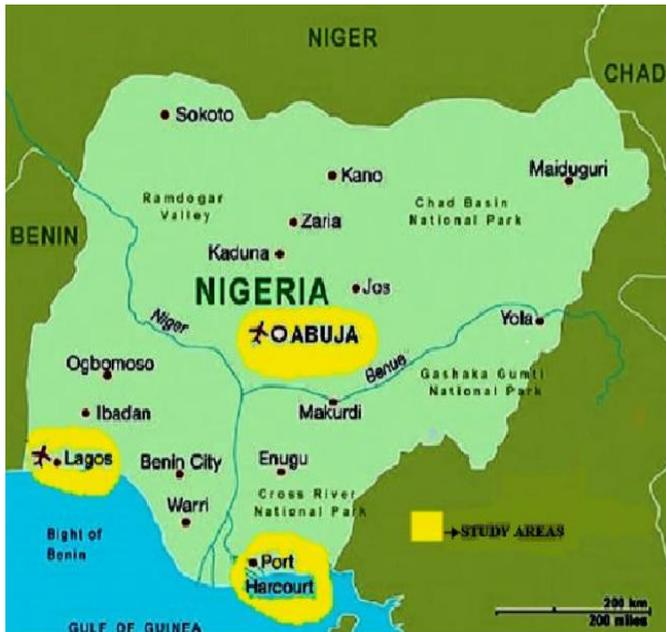 NIGER
CHAD
Sokoto
Kano
Maiduguri
Ramdogar
Valley
Chad Basin
National Park
Zaria
BENIN
Kaduna
NIGERIA
Jos
Niger
ABUJA
Yola
Benue
Ogbomoso
Gashaka Gumti
National Park
Makurdi
Ibadan
Lagos
Benin City
Enugu
Cross River
National Park
Warri
STUDY AREAS
Bight of
Benin
Port
Harcourt
200 km
200 miles
GULF OF GUINEA